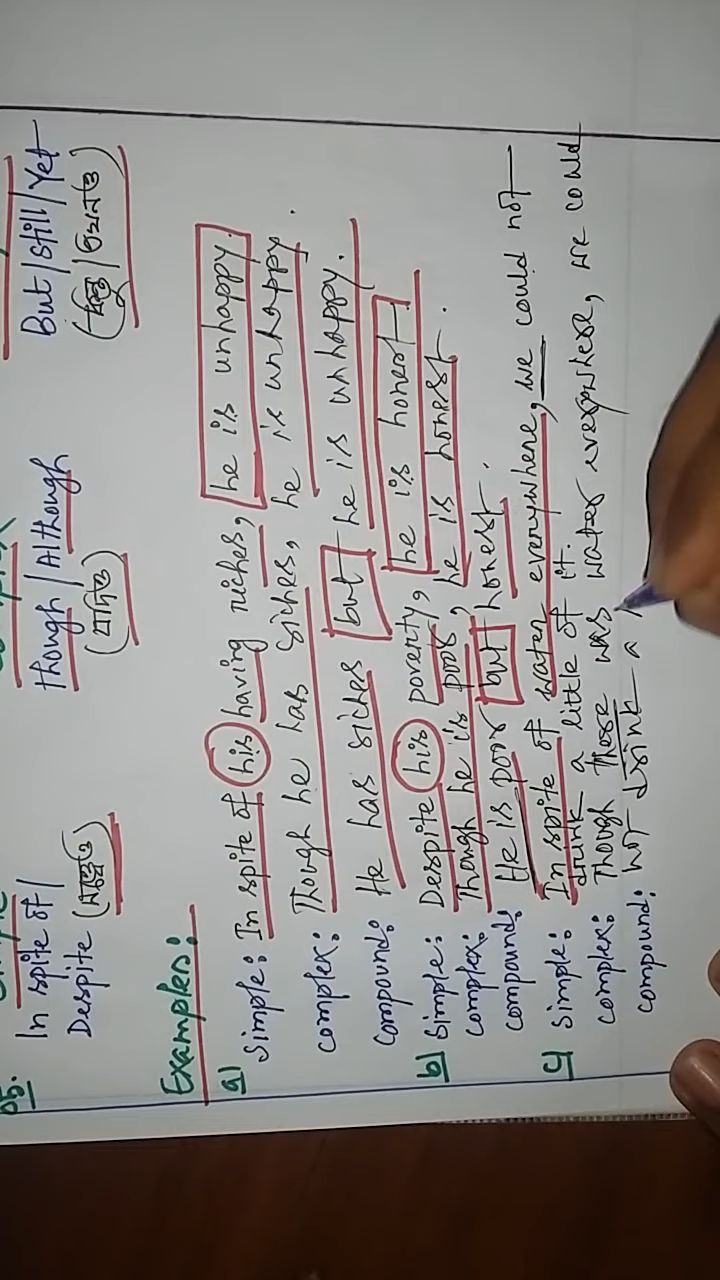 05.
In spite of / though / Although But / still / Yet
Despite (সত্ত্বেও) (যদিও) (কিন্তু / তথাপিও)
Examples:
a) Simple: In spite of his having riches, he is unhappy.
complex: Though he has riches, he is unhappy.
compound: He has riches but he is unhappy.
b) Simple: Despite his poverty, he is honest.
complex: Though he is poor, he is honest.
compound: He is poor but honest.
c) Simple: In spite of water everywhere, we could not
drink a little of it.
complex: Though there was water everywhere, we could
compound: not drink a